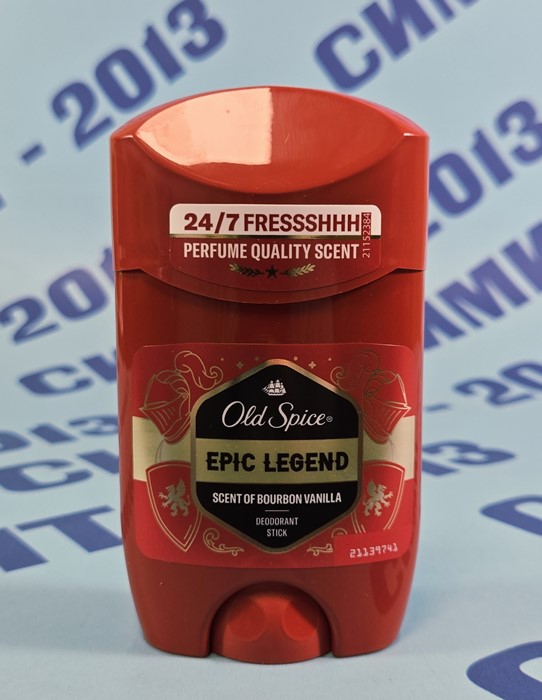 24/7 FRESSSHHH
PERFUME QUALITY SCENT
21152384
Old Spice®
EPIC LEGEND
SCENT OF BOURBON VANILLA
DEODORANT
STICK
21139741
- 2013
2013
2013